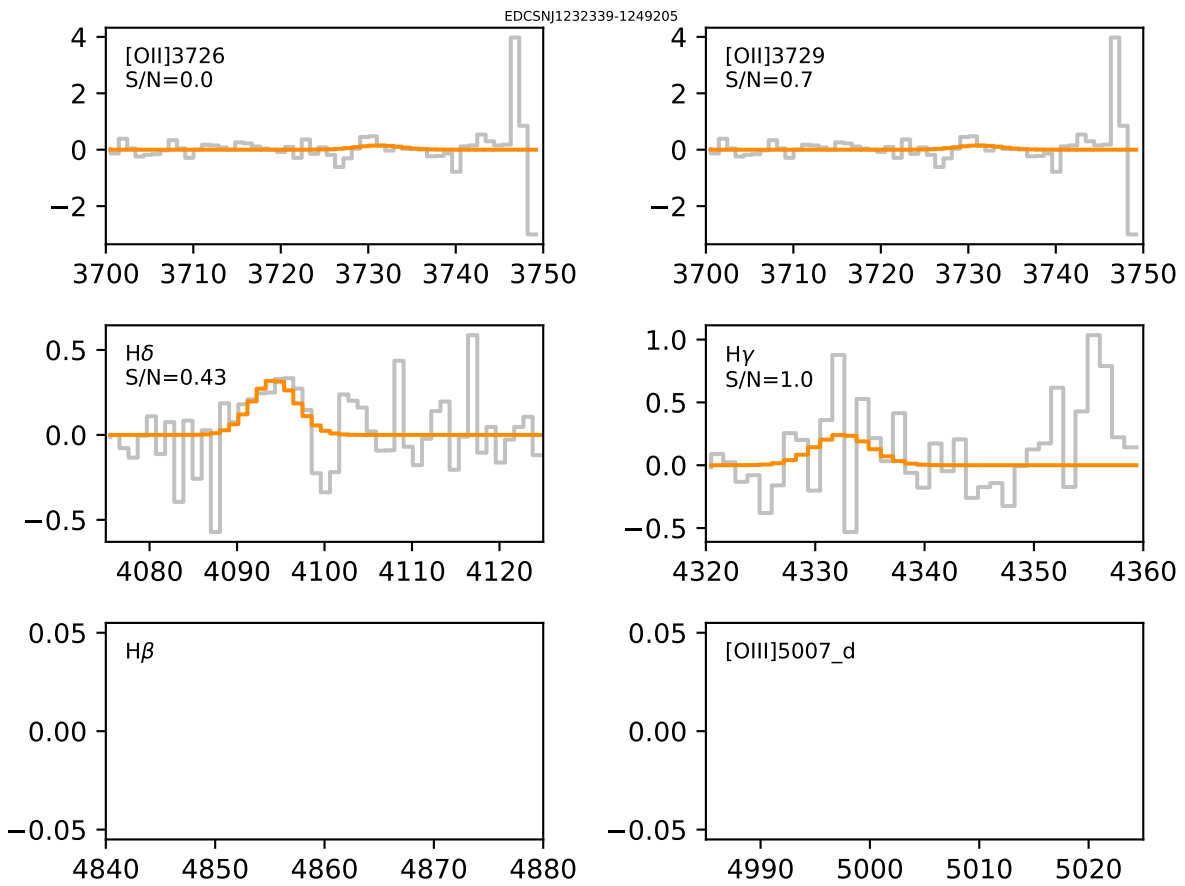 EDCSNJ1232339-1249205
[OII]3726
S/N=0.0
4
2
0
−2
3700 3710 3720 3730 3740 3750
[OII]3729
S/N=0.7
4
2
0
−2
3700 3710 3720 3730 3740 3750
Hδ
S/N=0.43
0.5
0.0
−0.5
4080 4090 4100 4110 4120
Hγ
S/N=1.0
1.0
0.5
0.0
−0.5
4320 4330 4340 4350 4360
Hβ
0.05
0.00
−0.05
4840 4850 4860 4870 4880
[OIII]5007_d
0.05
0.00
−0.05
4990 5000 5010 5020